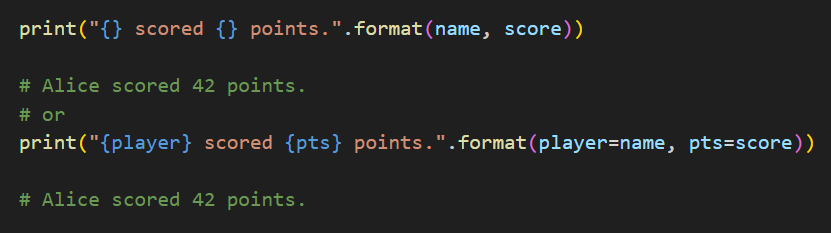 print("{} scored {} points.".format(name, score))
# Alice scored 42 points.
# or
print("{player} scored {pts} points.".format(player=name, pts=score))
# Alice scored 42 points.